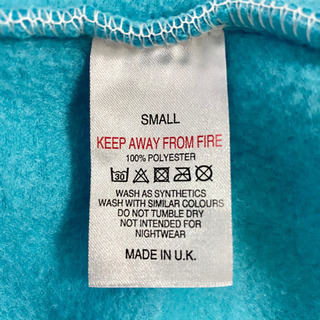 SMALL
KEEP AWAY FROM FIRE
100% POLYESTER
30
WASH AS SYNTHETICS
WASH WITH SIMILAR COLOURS
DO NOT TUMBLE DRY
NOT INTENDED FOR
NIGHTWEAR
MADE IN U.K.